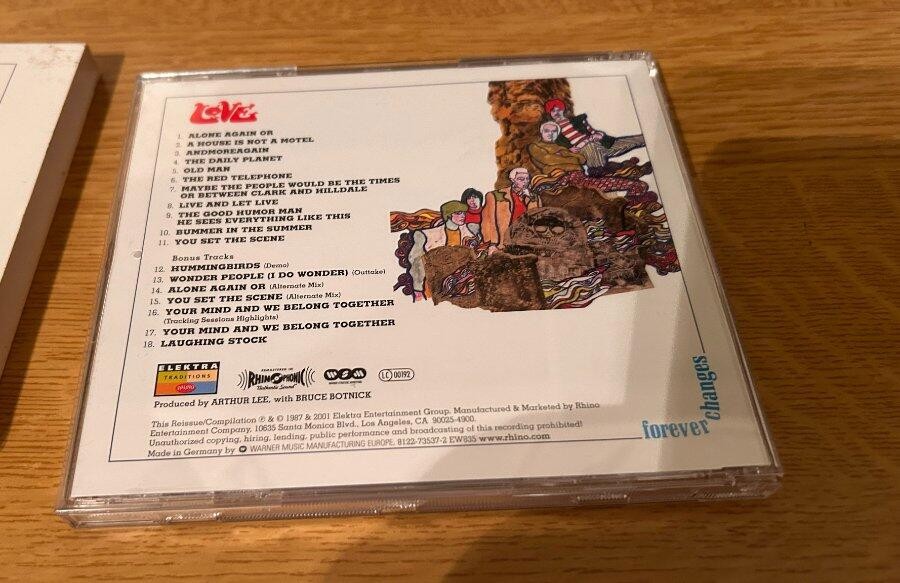 LOVE
1. ALONE AGAIN OR
2. A HOUSE IS NOT A MOTEL
3. ANDMOREAGAIN
4. THE DAILY PLANET
5. OLD MAN
6. THE RED TELEPHONE
7. MAYBE THE PEOPLE WOULD BE THE TIMES
OR BETWEEN CLARK AND HILLDALE
8. LIVE AND LET LIVE
9. THE GOOD HUMOR MAN
HE SEES EVERYTHING LIKE THIS
10. BUMMER IN THE SUMMER
11. YOU SET THE SCENE
Bonus Tracks
12. HUMMINGBIRDS (Demo)
13. WONDER PEOPLE (I DO WONDER) (Outtake)
14. ALONE AGAIN OR (Alternate Mix)
15. YOU SET THE SCENE (Alternate Mix)
16. YOUR MIND AND WE BELONG TOGETHER
(Tracking Sessions Highlights)
17. YOUR MIND AND WE BELONG TOGETHER
18. LAUGHING STOCK
ELEKTRA
TRADITIONS
RHINO
REMASTERED IN
RHINOPHONIC
"Authentic Sound"
LC 00192
Produced by ARTHUR LEE, with BRUCE BOTNICK
This Reissue/Compilation ℗ & © 1987 & 2001 Elektra Entertainment Group. Manufactured & Marketed by Rhino
Entertainment Company, 10635 Santa Monica Blvd., Los Angeles, CA 90025-4900.
Unauthorized copying, hiring, lending, public performance and broadcasting of this recording prohibited!
Made in Germany by WARNER MUSIC MANUFACTURING EUROPE. 8122-73537-2 EW835 www.rhino.com
forever changes